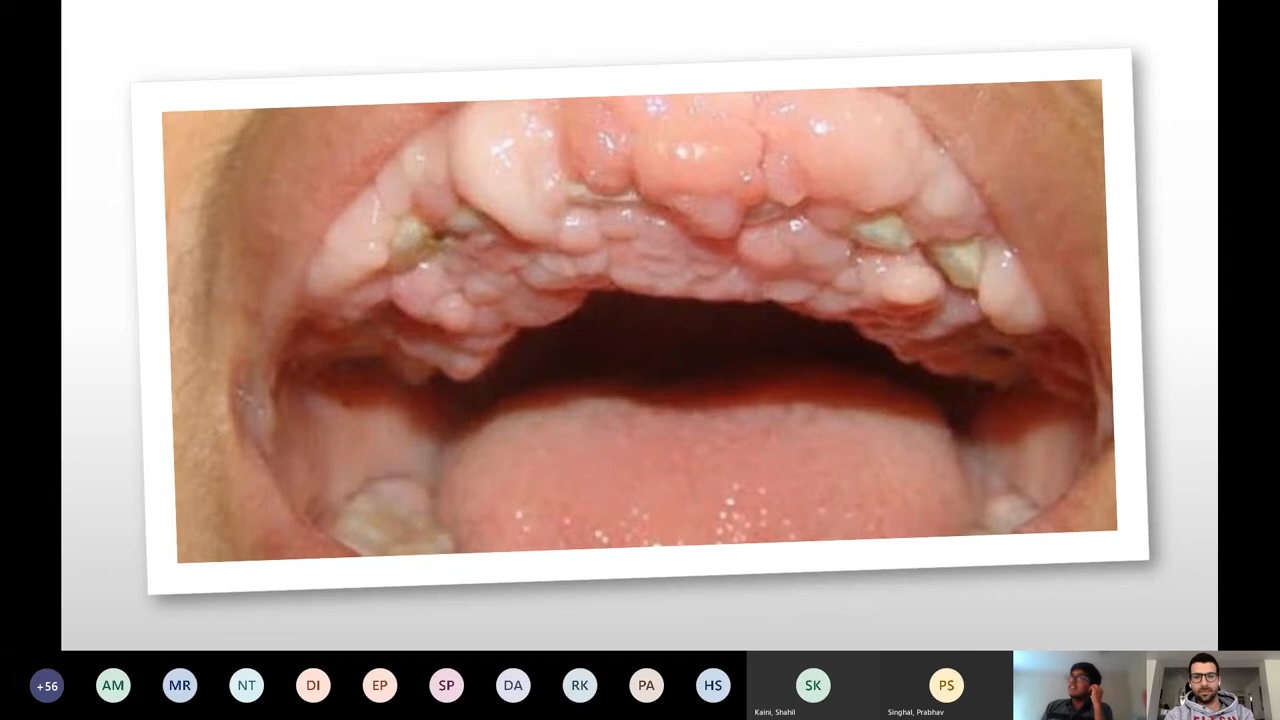 +56
AM
MR
NT
DI
EP
SP
DA
RK
PA
HS
SK
PS
Kaini, Shahil
Singhal, Prabhav